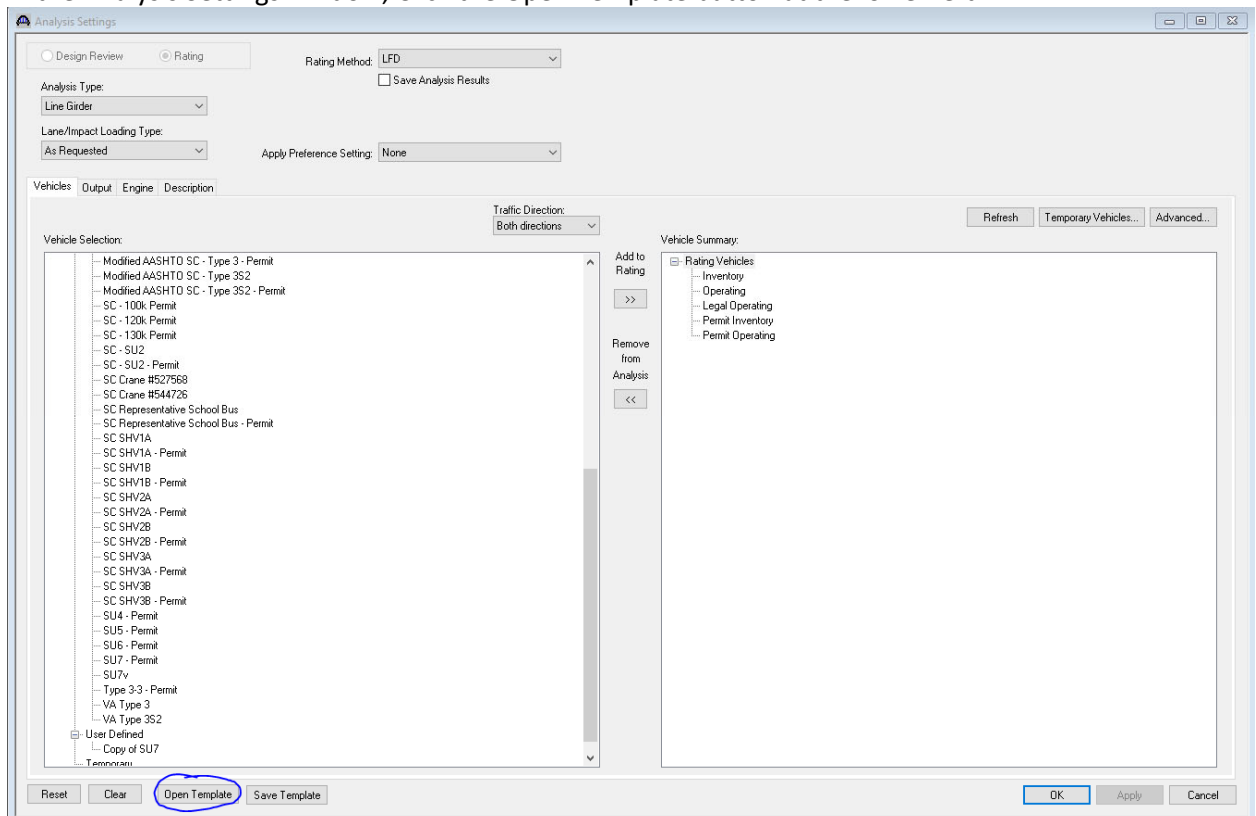 Analysis Settings
Design Review Rating Rating Method: LFD
Save Analysis Results
Analysis Type:
Line Girder
Lane/Impact Loading Type:
As Requested Apply Preference Setting: None
Vehicles Output Engine Description
Traffic Direction:
Both directions
Refresh Temporary Vehicles... Advanced...
Vehicle Selection:
Modified AASHTO SC - Type 3 - Permit
Modified AASHTO SC - Type 3S2
Modified AASHTO SC - Type 3S2 - Permit
SC - 100k Permit
SC - 120k Permit
SC - 130k Permit
SC - SU2
SC - SU2 - Permit
SC Crane #527568
SC Crane #544726
SC Representative School Bus
SC Representative School Bus - Permit
SC SHV1A
SC SHV1A - Permit
SC SHV1B
SC SHV1B - Permit
SC SHV2A
SC SHV2A - Permit
SC SHV2B
SC SHV2B - Permit
SC SHV3A
SC SHV3A - Permit
SC SHV3B
SC SHV3B - Permit
SU4 - Permit
SU5 - Permit
SU6 - Permit
SU7 - Permit
SU7v
Type 3-3 - Permit
VA Type 3
VA Type 3S2
User Defined
Copy of SU7
Temporary
Add to
Rating
>>
Remove
from
Analysis
<<
Vehicle Summary:
Rating Vehicles
Inventory
Operating
Legal Operating
Permit Inventory
Permit Operating
Reset Clear Open Template Save Template OK Apply Cancel